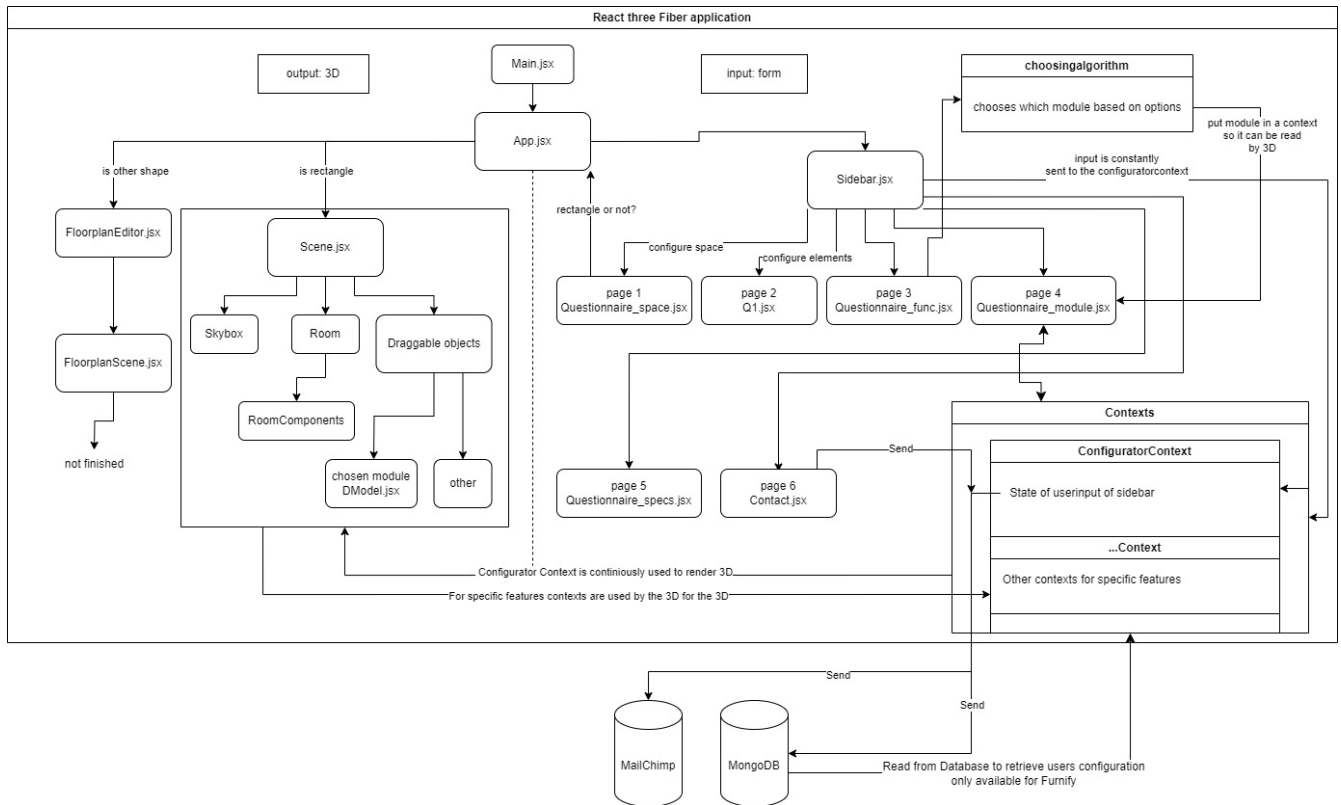 React three Fiber application
output: 3D
Main.jsx
input: form
choosingalgorithm
chooses which module based on options
put module in a context
so it can be read
by 3D
App.jsx
is other shape
is rectangle
input is constantly
sent to the configuratorcontext
Sidebar.jsx
rectangle or not?
FloorplanEditor.jsx
Scene.jsx
configure space
configure elements
page 1
Questionnaire_space.jsx
page 2
Q1.jsx
page 3
Questionnaire_func.jsx
page 4
Questionnaire_module.jsx
Skybox
Room
Draggable objects
FloorplanScene.jsx
RoomComponents
not finished
chosen module
DModel.jsx
other
page 5
Questionnaire_specs.jsx
page 6
Contact.jsx
Send
Contexts
ConfiguratorContext
State of userinput of sidebar
...Context
Other contexts for specific features
Configurator Context is continiously used to render 3D
For specific features contexts are used by the 3D for the 3D
Send
Send
MailChimp
MongoDB
Read from Database to retrieve users configuration
only available for Furnify